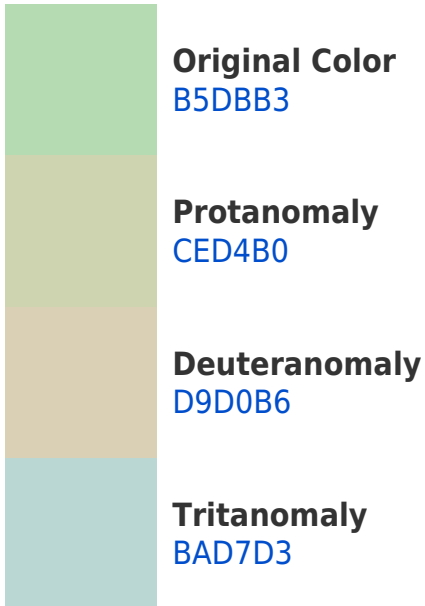 Original Color
B5DBB3
Protanomaly
CED4B0
Deuteranomaly
D9D0B6
Tritanomaly
BAD7D3